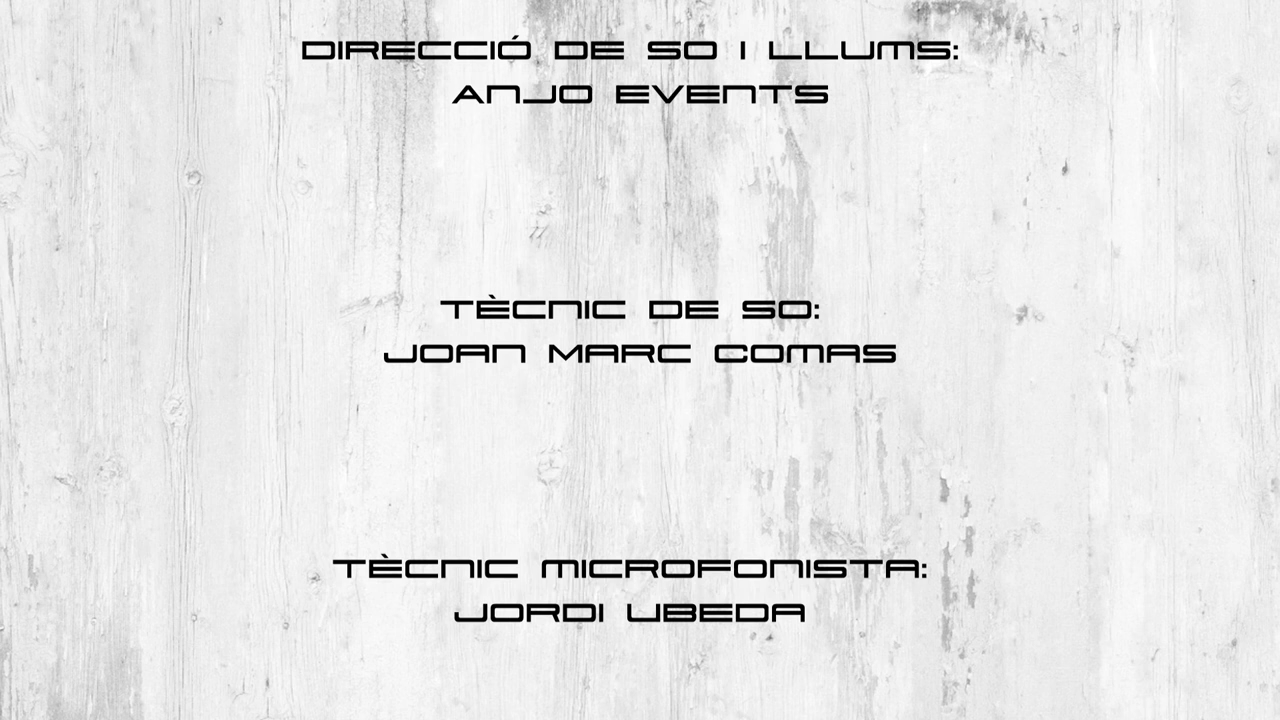 DIRECCIÓ DE SO I LLUMS:
ANJO EVENTS
TÈCNIC DE SO:
JOAN MARC COMAS
TÈCNIC MICROFONISTA:
JORDI UBEDA